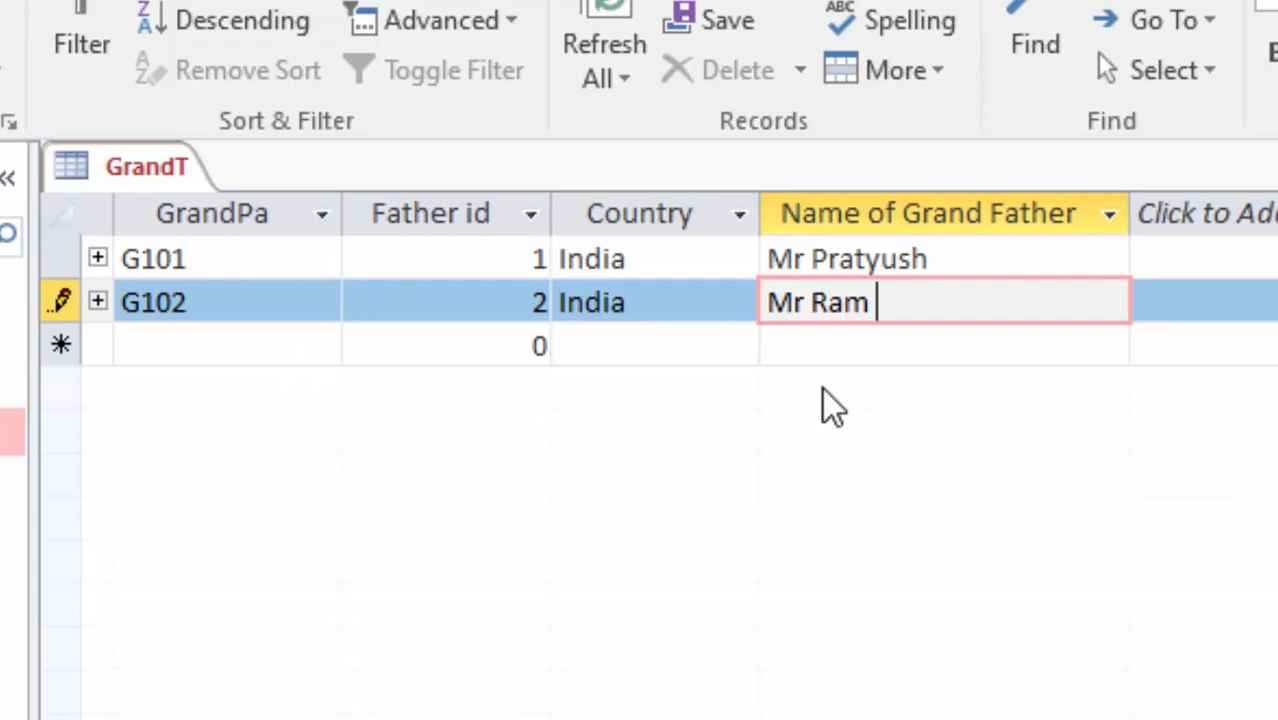 Descending Advanced Save ABC Spelling Go To
Filter Refresh Find
Remove Sort Toggle Filter All Delete More Select
Sort & Filter Records Find
GrandT
GrandPa Father id Country Name of Grand Father Click to Ad
G101 1 India Mr Pratyush
G102 2 India Mr Ram
0